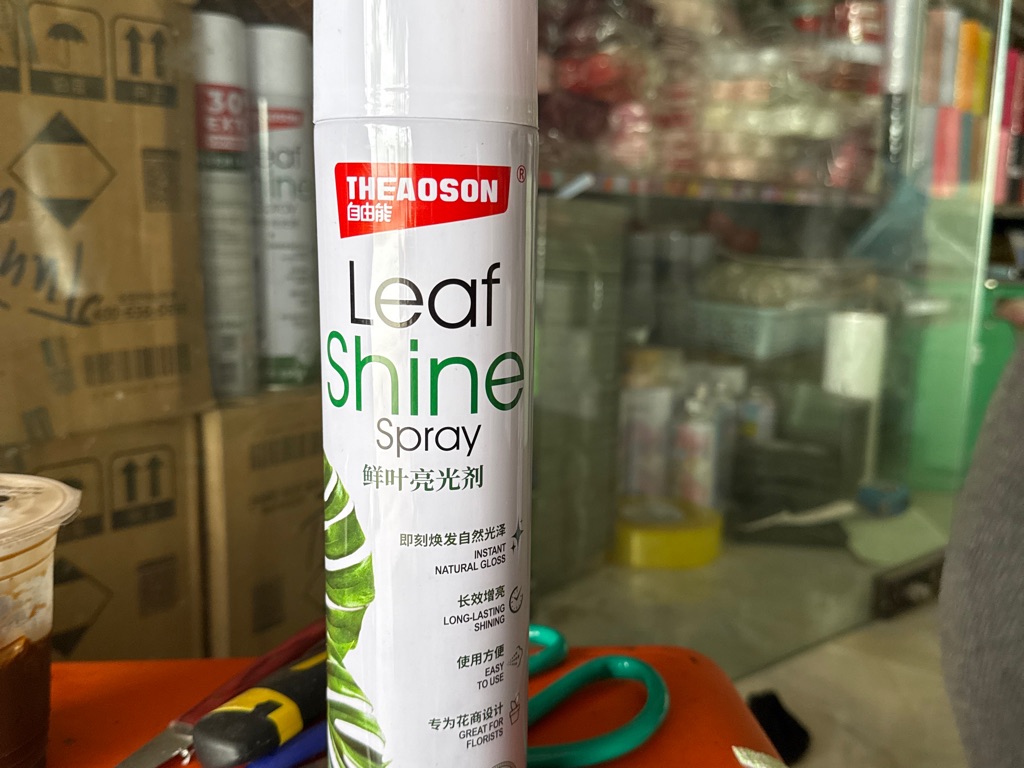 THEAOSON
®
自由能
Leaf
Shine
Spray
鲜叶亮光剂
即刻焕发自然光泽
INSTANT
NATURAL GLOSS
长效增亮
LONG-LASTING
SHINING
使用方便
EASY
TO USE
专为花商设计
GREAT FOR
FLORISTS